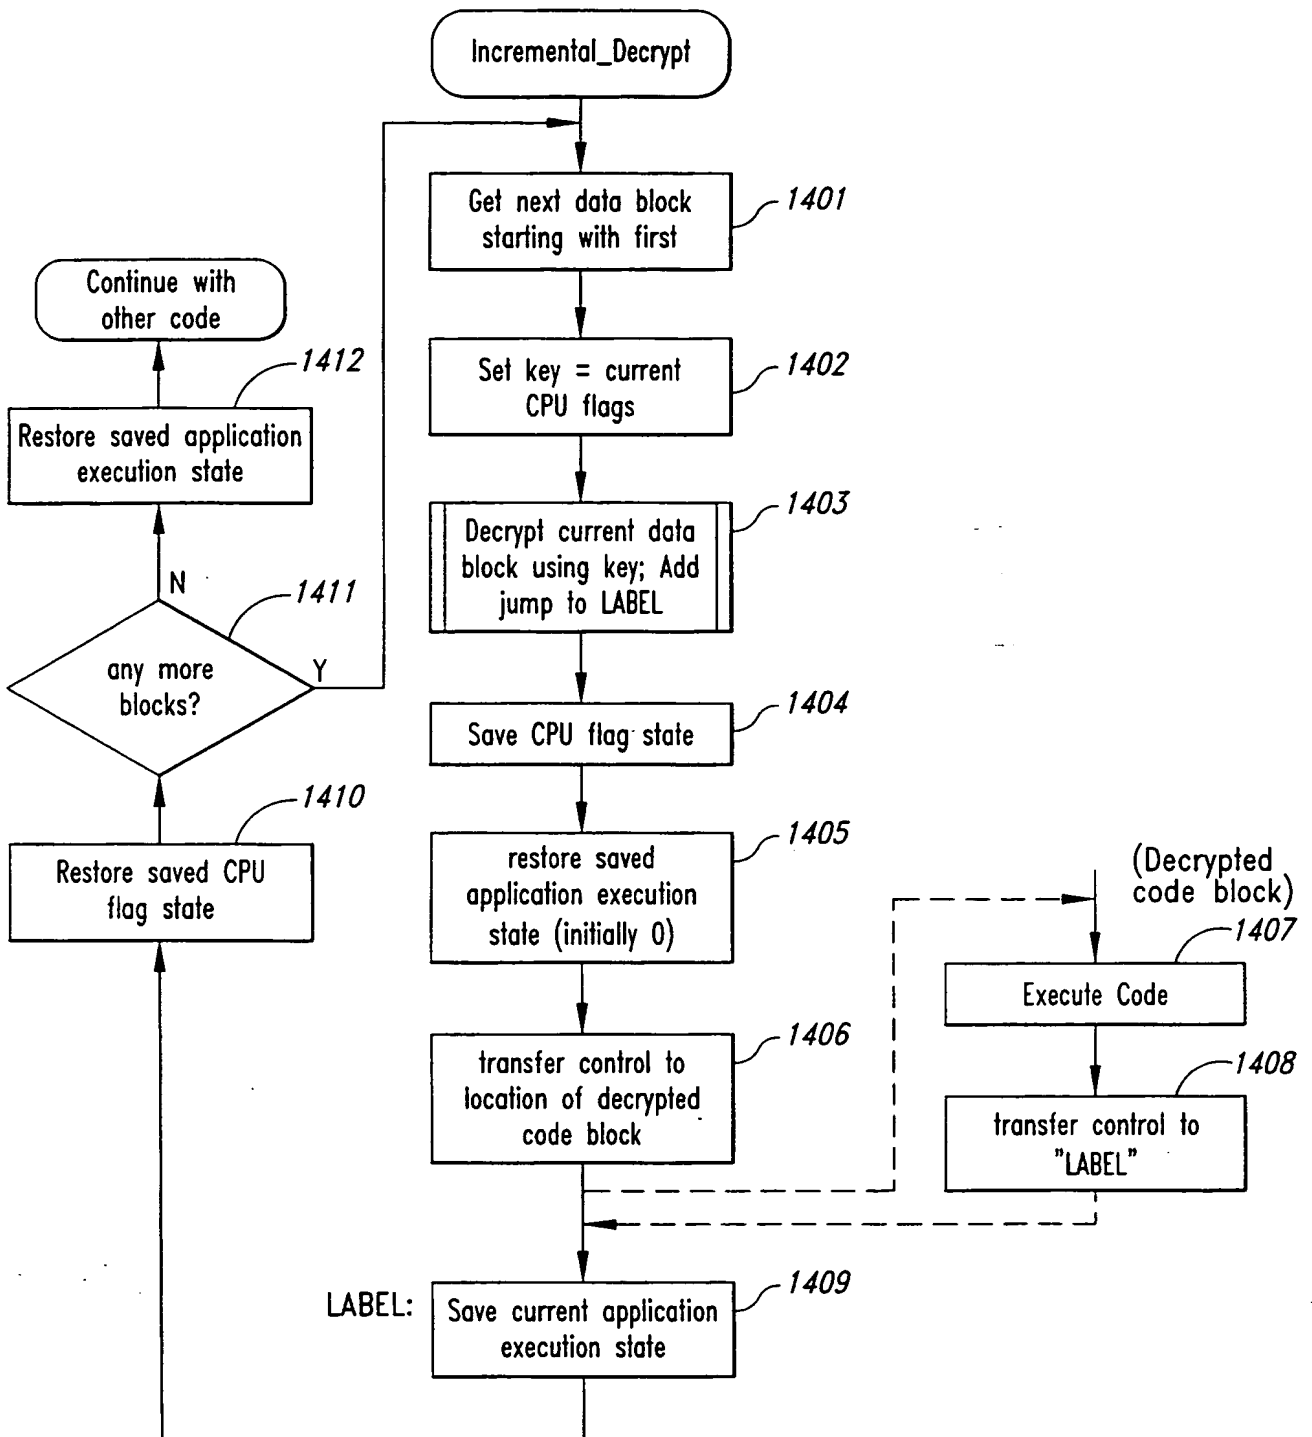 Incremental_Decrypt
Get next data block
starting with first
1401
Set key = current
CPU flags
1402
Decrypt current data
block using key; Add
jump to LABEL
1403
Save CPU flag state
1404
restore saved
application execution
state (initially 0)
1405
transfer control to
location of decrypted
code block
1406
(Decrypted
code block)
1407
Execute Code
1408
transfer control to
"LABEL"
LABEL:
Save current application
execution state
1409
1410
Restore saved CPU
flag state
1411
any more
blocks?
Y
N
1412
Restore saved application
execution state
Continue with
other code